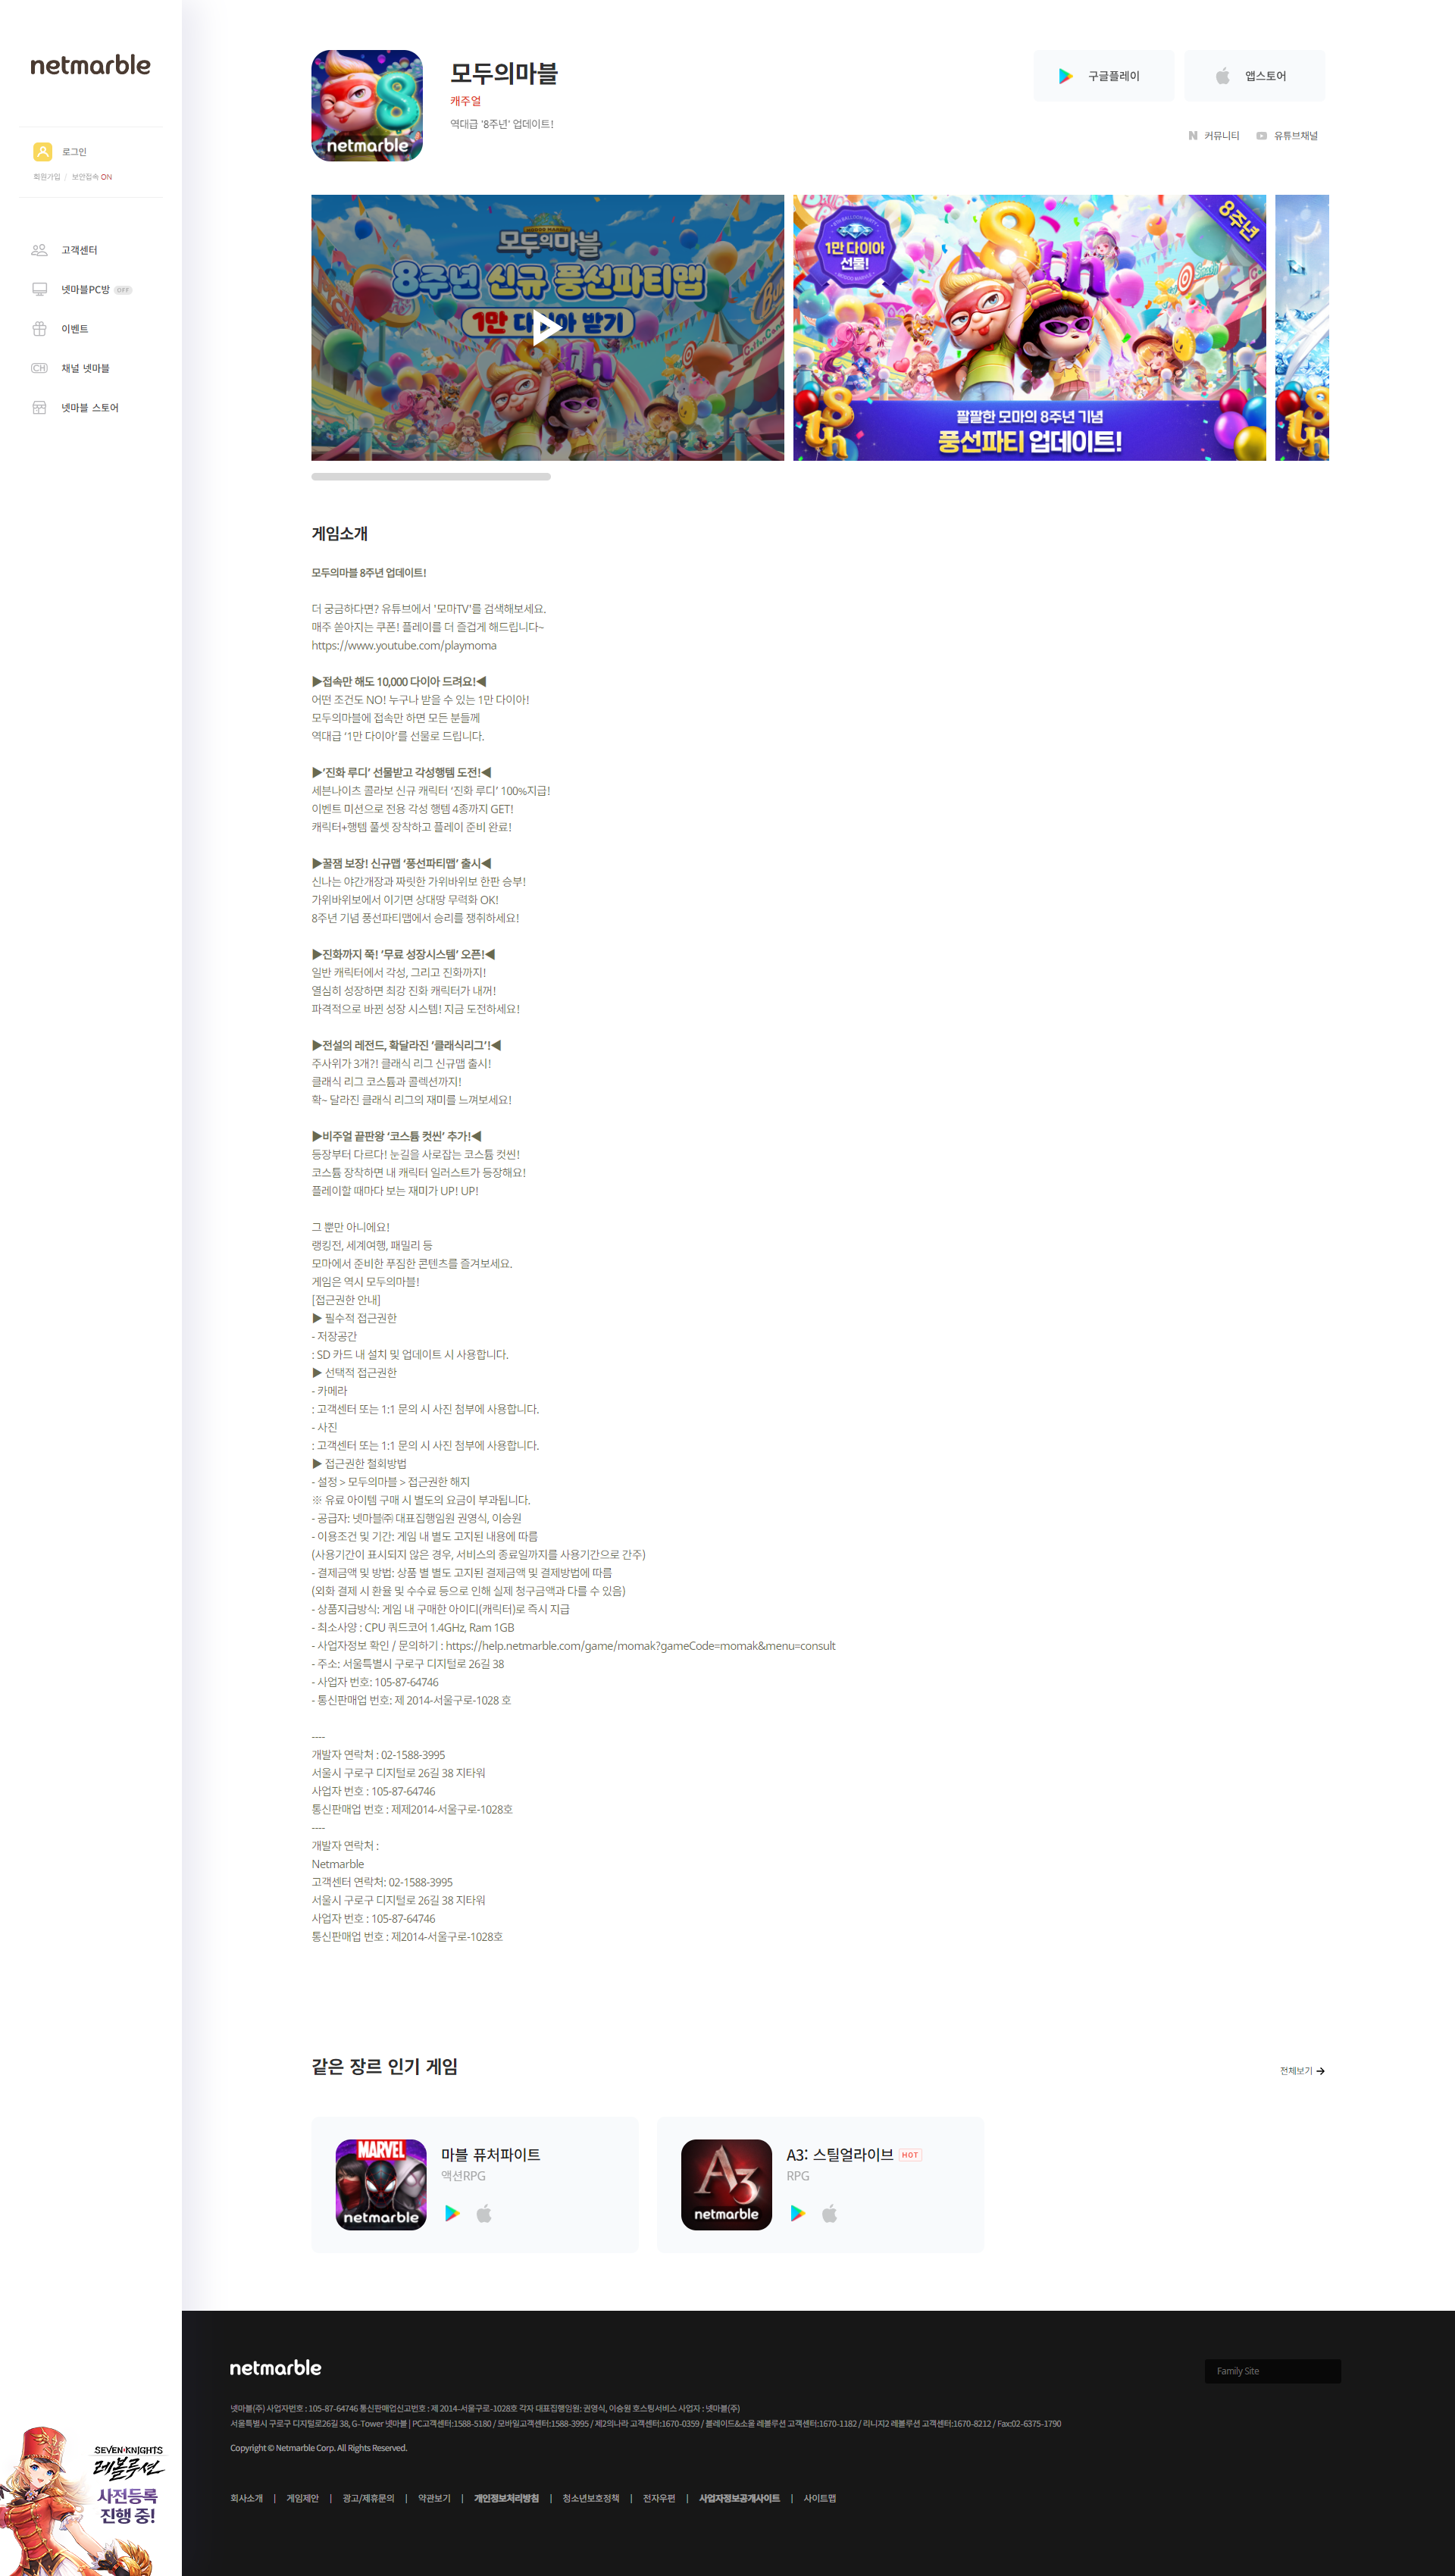 netmarble
로그인
회원가입 / 보안접속 ON
고객센터
넷마블PC방 OFF
이벤트
채널 넷마블
넷마블 스토어
netmarble
모두의마블
캐주얼
역대급 '8주년' 업데이트!
구글플레이
앱스토어
커뮤니티
유튜브채널
모두의마블
8주년 신규 풍선파티맵
1만 다이아 받기
1만 다이아
선물!
8주년
8th
팔팔한 모마의 8주년 기념
풍선파티 업데이트!
게임소개
모두의마블 8주년 업데이트!
더 궁금하다면? 유튜브에서 '모마TV'를 검색해보세요.
매주 쏟아지는 쿠폰! 플레이를 더 즐겁게 해드립니다~
https://www.youtube.com/playmoma
▶접속만 해도 10,000 다이아 드려요!◀
어떤 조건도 NO! 누구나 받을 수 있는 1만 다이아!
모두의마블에 접속만 하면 모든 분들께
역대급 '1만 다이아'를 선물로 드립니다.
▶'진화 루디' 선물받고 각성행템 도전!◀
세븐나이츠 콜라보 신규 캐릭터 '진화 루디' 100%지급!
이벤트 미션으로 전용 각성 행템 4종까지 GET!
캐릭터+행템 풀셋 장착하고 플레이 준비 완료!
▶꿀잼 보장! 신규맵 '풍선파티맵' 출시◀
신나는 야간개장과 짜릿한 가위바위보 한판 승부!
가위바위보에서 이기면 상대땅 무력화 OK!
8주년 기념 풍선파티맵에서 승리를 쟁취하세요!
▶진화까지 쭉! '무료 성장시스템' 오픈!◀
일반 캐릭터에서 각성, 그리고 진화까지!
열심히 성장하면 최강 진화 캐릭터가 내꺼!
파격적으로 바뀐 성장 시스템! 지금 도전하세요!
▶전설의 레전드, 확달라진 '클래식리그'!◀
주사위가 3개?! 클래식 리그 신규맵 출시!
클래식 리그 코스튬과 콜렉션까지!
확~ 달라진 클래식 리그의 재미를 느껴보세요!
▶비주얼 끝판왕 '코스튬 컷씬' 추가!◀
등장부터 다르다! 눈길을 사로잡는 코스튬 컷씬!
코스튬 장착하면 내 캐릭터 일러스트가 등장해요!
플레이할 때마다 보는 재미가 UP! UP!
그 뿐만 아니에요!
랭킹전, 세계여행, 패밀리 등
모마에서 준비한 푸짐한 콘텐츠를 즐겨보세요.
게임은 역시 모두의마블!
[접근권한 안내]
▶ 필수적 접근권한
- 저장공간
: SD 카드 내 설치 및 업데이트 시 사용합니다.
▶ 선택적 접근권한
- 카메라
: 고객센터 또는 1:1 문의 시 사진 첨부에 사용합니다.
- 사진
: 고객센터 또는 1:1 문의 시 사진 첨부에 사용합니다.
▶ 접근권한 철회방법
- 설정 > 모두의마블 > 접근권한 해지
※ 유료 아이템 구매 시 별도의 요금이 부과됩니다.
- 공급자: 넷마블㈜ 대표집행임원 권영식, 이승원
- 이용조건 및 기간: 게임 내 별도 고지된 내용에 따름
(사용기간이 표시되지 않은 경우, 서비스의 종료일까지를 사용기간으로 간주)
- 결제금액 및 방법: 상품 별 별도 고지된 결제금액 및 결제방법에 따름
(외화 결제 시 환율 및 수수료 등으로 인해 실제 청구금액과 다를 수 있음)
- 상품지급방식: 게임 내 구매한 아이디(캐릭터)로 즉시 지급
- 최소사양 : CPU 쿼드코어 1.4GHz, Ram 1GB
- 사업자정보 확인 / 문의하기 : https://help.netmarble.com/game/momak?gameCode=momak&menu=consult
- 주소: 서울특별시 구로구 디지털로 26길 38
- 사업자 번호: 105-87-64746
- 통신판매업 번호: 제 2014-서울구로-1028 호
----
개발자 연락처 : 02-1588-3995
서울시 구로구 디지털로 26길 38 지타워
사업자 번호 : 105-87-64746
통신판매업 번호 : 제제2014-서울구로-1028호
----
개발자 연락처 :
Netmarble
고객센터 연락처: 02-1588-3995
서울시 구로구 디지털로 26길 38 지타워
사업자 번호 : 105-87-64746
통신판매업 번호 : 제2014-서울구로-1028호
같은 장르 인기 게임
전체보기
MARVEL
netmarble
마블 퓨처파이트
액션RPG
A3
netmarble
A3: 스틸얼라이브 HOT
RPG
netmarble
Family Site
넷마블(주) 사업자번호 : 105-87-64746 통신판매업신고번호 : 제 2014-서울구로-1028호 각자 대표집행임원: 권영식, 이승원 호스팅서비스 사업자 : 넷마블(주)
서울특별시 구로구 디지털로26길 38, G-Tower 넷마블 | PC고객센터:1588-5180 / 모바일고객센터:1588-3995 / 제2의나라 고객센터:1670-0359 / 블레이드&소울 레볼루션 고객센터:1670-1182 / 리니지2 레볼루션 고객센터:1670-8212 / Fax:02-6375-1790
Copyright © Netmarble Corp. All Rights Reserved.
회사소개 | 게임제안 | 광고/제휴문의 | 약관보기 | 개인정보처리방침 | 청소년보호정책 | 전자우편 | 사업자정보공개사이트 | 사이트맵
SEVEN KNIGHTS
레볼루션
사전등록
진행 중!